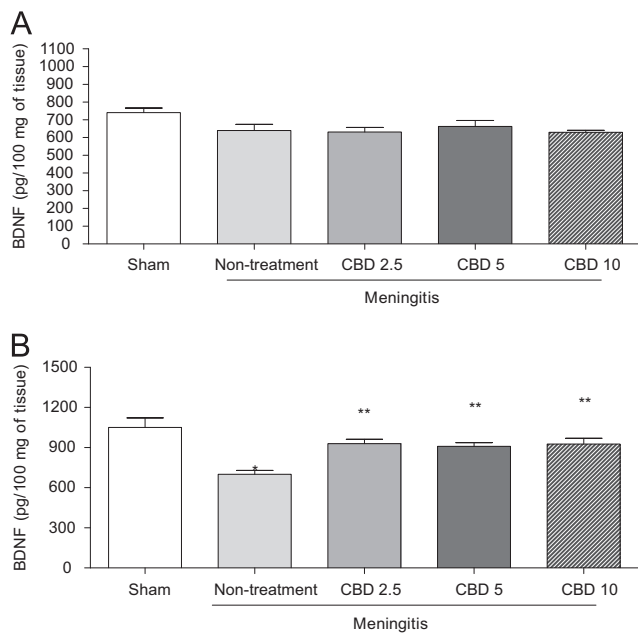 A
BDNF (pg/100 mg of tissue)
1100
1000
900
800
700
600
500
400
300
200
100
0
Sham Non-treatment CBD 2.5 CBD 5 CBD 10
Meningitis
B
BDNF (pg/100 mg of tissue)
1500
1200
900
600
300
0
** ** **
*
Sham Non-treatment CBD 2.5 CBD 5 CBD 10
Meningitis